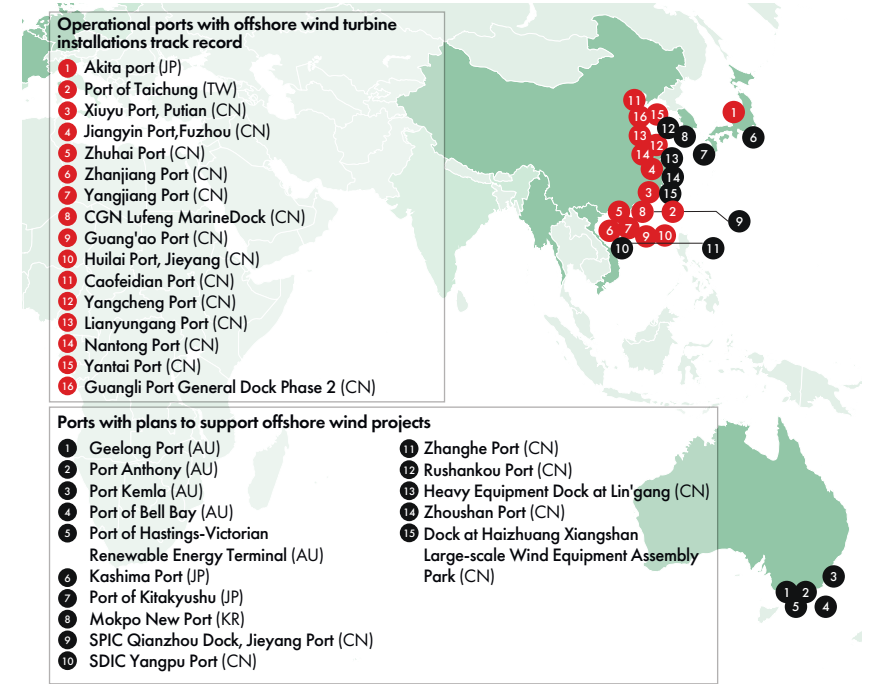 Operational ports with offshore wind turbine
installations track record
1 Akita port (JP)
2 Port of Taichung (TW)
3 Xiuyu Port, Putian (CN)
4 Jiangyin Port,Fuzhou (CN)
5 Zhuhai Port (CN)
6 Zhanjiang Port (CN)
7 Yangjiang Port (CN)
8 CGN Lufeng MarineDock (CN)
9 Guang'ao Port (CN)
10 Huilai Port, Jieyang (CN)
11 Caofeidian Port (CN)
12 Yangcheng Port (CN)
13 Lianyungang Port (CN)
14 Nantong Port (CN)
15 Yantai Port (CN)
16 Guangli Port General Dock Phase 2 (CN)
11
16 15 1
13 12 8 6
12
14 13 7
4 14
3 15
5 8 2 9
6 7 9 10
10 11
Ports with plans to support offshore wind projects
1 Geelong Port (AU)
2 Port Anthony (AU)
3 Port Kemla (AU)
4 Port of Bell Bay (AU)
5 Port of Hastings-Victorian
Renewable Energy Terminal (AU)
6 Kashima Port (JP)
7 Port of Kitakyushu (JP)
8 Mokpo New Port (KR)
9 SPIC Qianzhou Dock, Jieyang Port (CN)
10 SDIC Yangpu Port (CN)
11 Zhanghe Port (CN)
12 Rushankou Port (CN)
13 Heavy Equipment Dock at Lin'gang (CN)
14 Zhoushan Port (CN)
15 Dock at Haizhuang Xiangshan
Large-scale Wind Equipment Assembly
Park (CN)
3
1 2
5 4